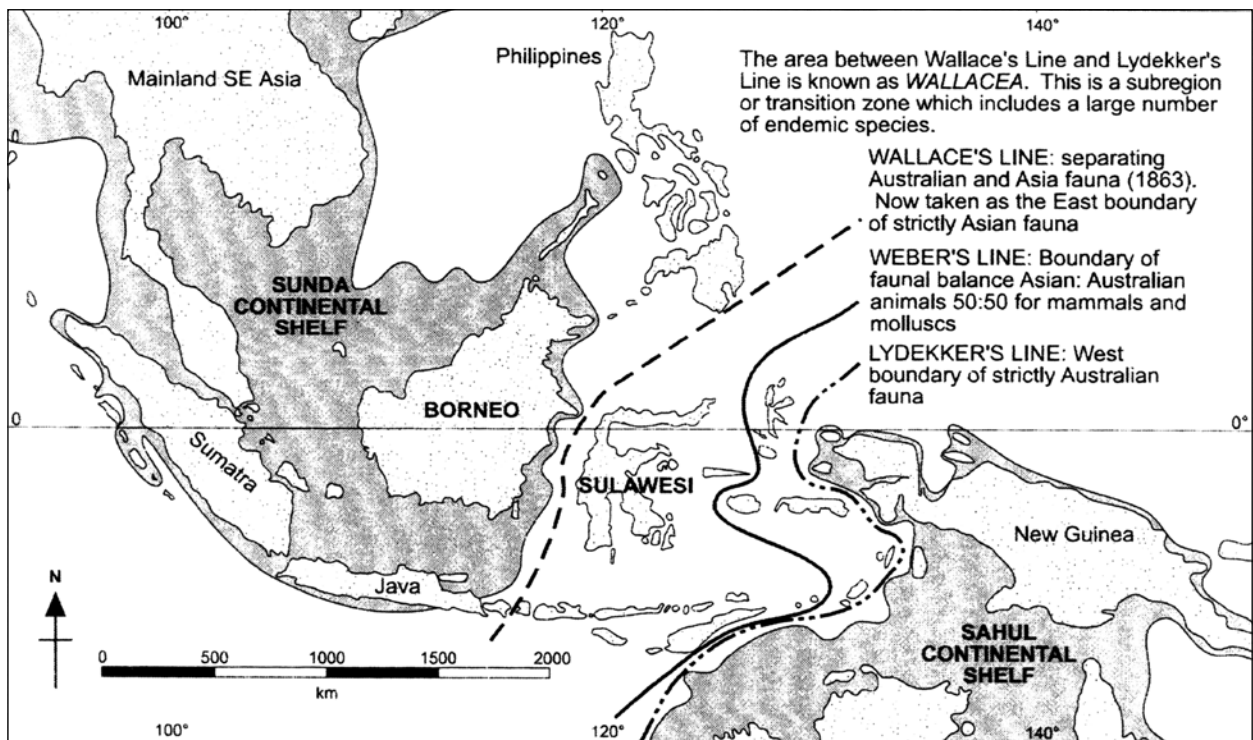 100°
120°
140°
Philippines
Mainland SE Asia
The area between Wallace's Line and Lydekker's
Line is known as WALLACEA. This is a subregion
or transition zone which includes a large number
of endemic species.
WALLACE'S LINE: separating
Australian and Asia fauna (1863).
Now taken as the East boundary
of strictly Asian fauna
WEBER'S LINE: Boundary of
faunal balance Asian: Australian
animals 50:50 for mammals and
molluscs
LYDEKKER'S LINE: West
boundary of strictly Australian
fauna
SUNDA
CONTINENTAL
SHELF
BORNEO
0
0°
Sumatra
SULAWESI
New Guinea
Java
N
SAHUL
CONTINENTAL
SHELF
0 500 1000 1500 2000
km
100°
120°
140°